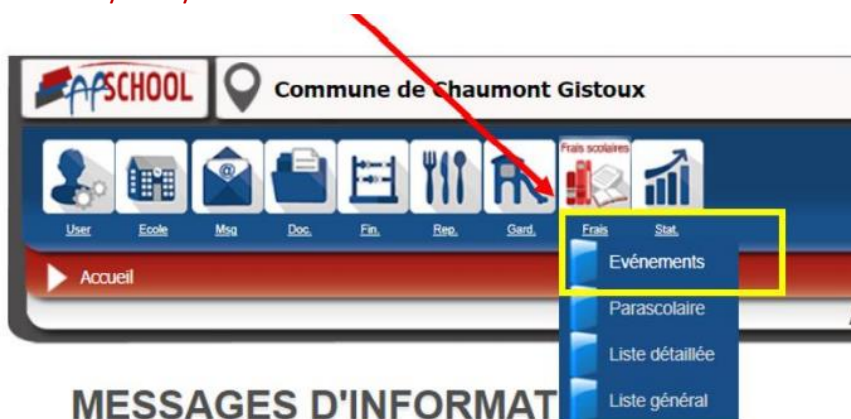 APSCHOOL
Commune de Chaumont Gistoux
Frais scolaires
User Ecole Msg Doc. Fin. Rep. Gard. Frais Stat.
Accueil
Evénements
Parascolaire
Liste détaillée
Liste général
MESSAGES D'INFORMAT